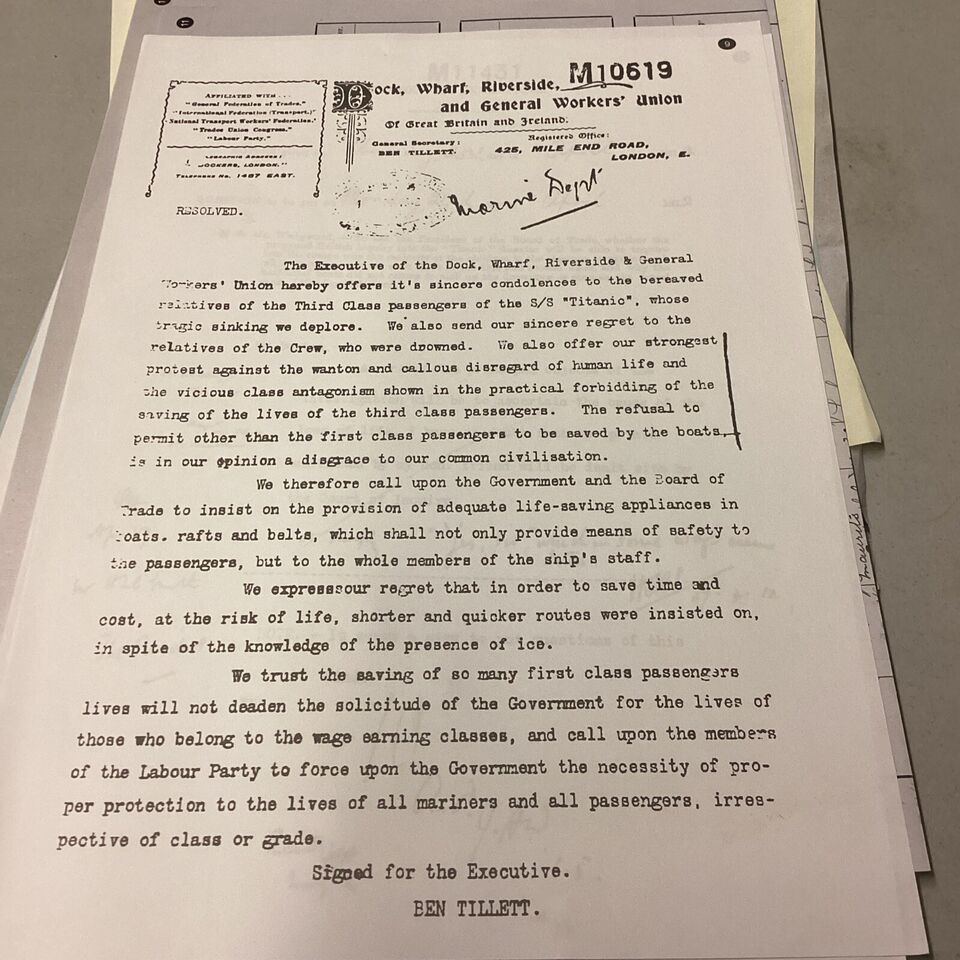 9
M10619
AFFILIATED WITH ...
"General Federation of Trades."
"International Federation (Transport.)"
National Transport Workers' Federation.
"Trades Union Congress."
"Labour Party."
DOCKERS, LONDON."
TELEPHONE No. 1487 EAST.
Dock, Wharf, Riverside,
and General Workers' Union
Of Great Britain and Ireland.
General Secretary:
BEN TILLETT.
Registered Office:
425, MILE END ROAD,
LONDON, E.
Marine Dept
RESOLVED.
The Executive of the Dock, Wharf, Riverside & General
Workers' Union hereby offers it's sincere condolences to the bereaved
relatives of the Third Class passengers of the S/S "Titanic", whose
tragic sinking we deplore. We also send our sincere regret to the
relatives of the Crew, who were drowned. We also offer our strongest
protest against the wanton and callous disregard of human life and
the vicious class antagonism shown in the practical forbidding of the
saving of the lives of the third class passengers. The refusal to
permit other than the first class passengers to be saved by the boats,
is in our opinion a disgrace to our common civilisation.
We therefore call upon the Government and the Board of
Trade to insist on the provision of adequate life-saving appliances in
boats. rafts and belts, which shall not only provide means of safety to
the passengers, but to the whole members of the ship's staff.
We express our regret that in order to save time and
cost, at the risk of life, shorter and quicker routes were insisted on,
in spite of the knowledge of the presence of ice.
We trust the saving of so many first class passengers
lives will not deaden the solicitude of the Government for the lives of
those who belong to the wage earning classes, and call upon the members
of the Labour Party to force upon the Government the necessity of pro-
per protection to the lives of all mariners and all passengers, irres-
pective of class or grade.
Signed for the Executive.
BEN TILLETT.